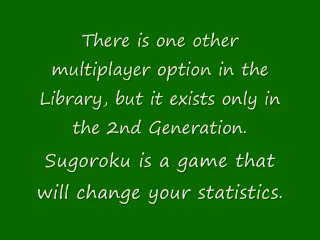 There is one other
multiplayer option in the
Library, but it exists only in
the 2nd Generation.
Sugoroku is a game that
will change your statistics.